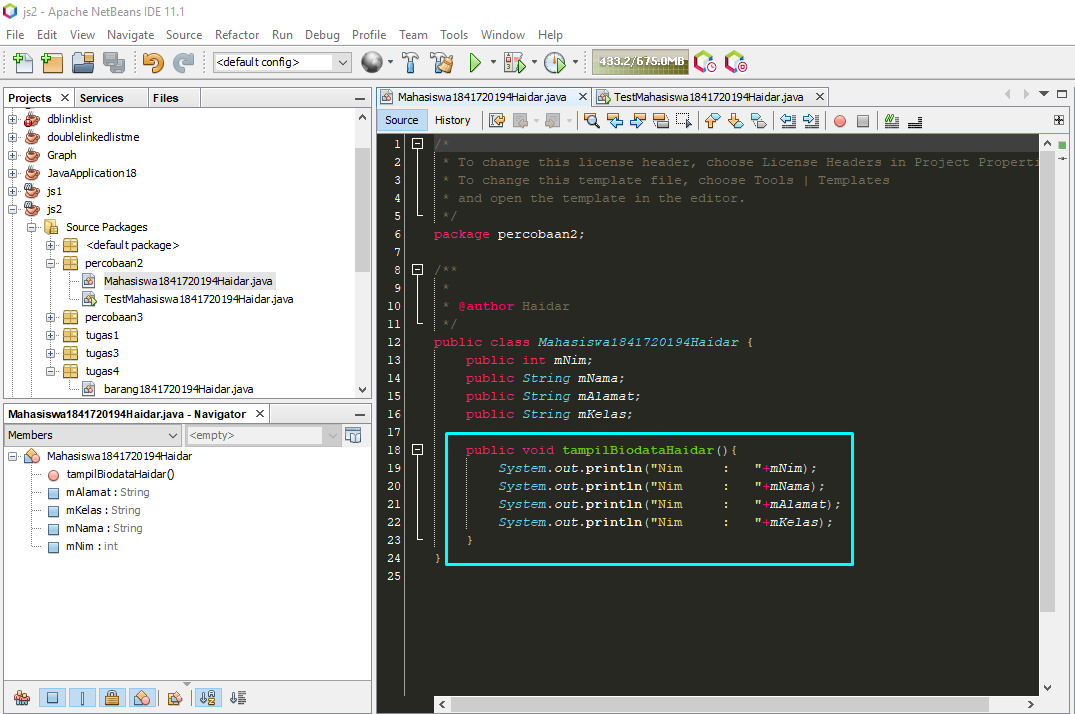 js2 - Apache NetBeans IDE 11.1
File Edit View Navigate Source Refactor Run Debug Profile Team Tools Window Help
<default config>
433.2/675.0MB
Projects Services Files
dblinklist
doublelinkedlistme
Graph
JavaApplication18
js1
js2
Source Packages
<default package>
percobaan2
Mahasiswa1841720194Haidar.java
TestMahasiswa1841720194Haidar.java
percobaan3
tugas1
tugas3
tugas4
barang1841720194Haidar.java
Mahasiswa1841720194Haidar.java - Navigator
Members <empty>
Mahasiswa1841720194Haidar
tampilBiodataHaidar()
mAlamat : String
mKelas : String
mNama : String
mNim : int
Mahasiswa1841720194Haidar.java TestMahasiswa1841720194Haidar.java
Source History
1 /*
2 * To change this license header, choose License Headers in Project Properti
3 * To change this template file, choose Tools | Templates
4 * and open the template in the editor.
5 */
6 package percobaan2;
7
8 /**
9 *
10 * @author Haidar
11 */
12 public class Mahasiswa1841720194Haidar {
13 public int mNim;
14 public String mNama;
15 public String mAlamat;
16 public String mKelas;
17
18 public void tampilBiodataHaidar(){
19 System.out.println("Nim : "+mNim);
20 System.out.println("Nim : "+mNama);
21 System.out.println("Nim : "+mAlamat);
22 System.out.println("Nim : "+mKelas);
23 }
24 }
25